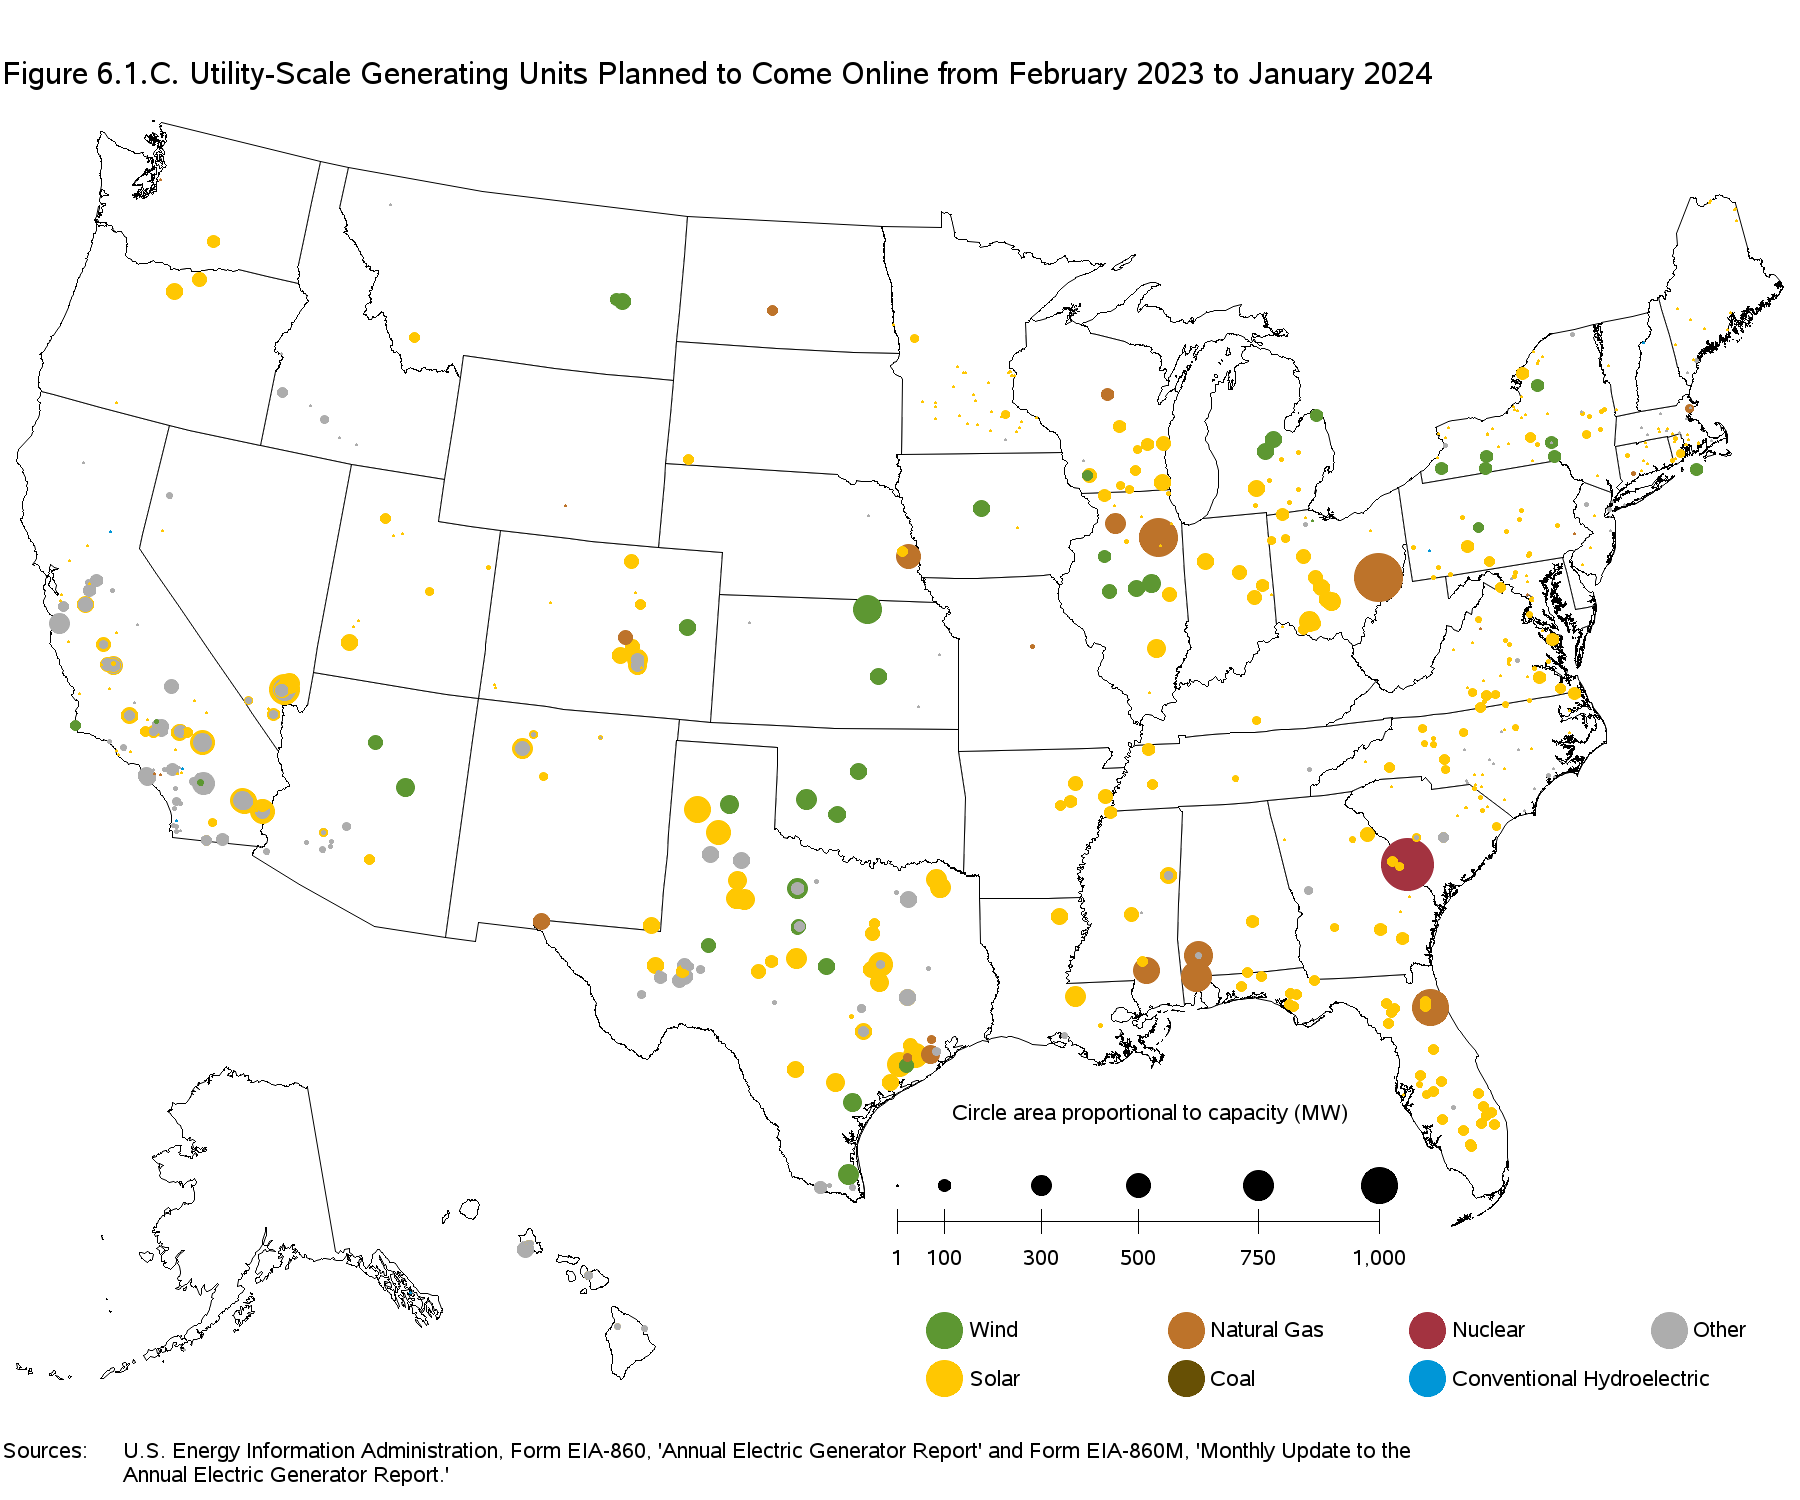 Figure 6.1.C. Utility-Scale Generating Units Planned to Come Online from February 2023 to January 2024
Circle area proportional to capacity (MW)
1 100 300 500 750 1,000
Wind Natural Gas Nuclear Other
Solar Coal Conventional Hydroelectric
Sources: U.S. Energy Information Administration, Form EIA-860, 'Annual Electric Generator Report' and Form EIA-860M, 'Monthly Update to the
Annual Electric Generator Report.'